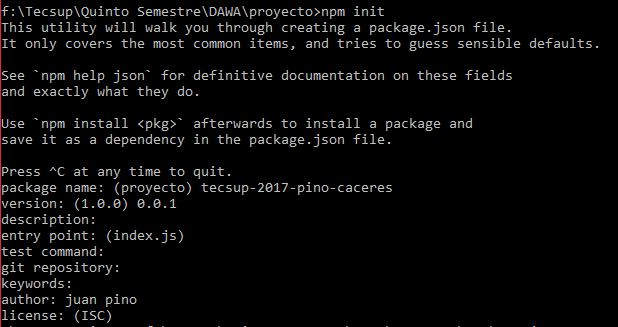 f:\Tecsup\Quinto Semestre\DAWA\proyecto>npm init
This utility will walk you through creating a package.json file.
It only covers the most common items, and tries to guess sensible defaults.
See `npm help json` for definitive documentation on these fields
and exactly what they do.
Use `npm install <pkg>` afterwards to install a package and
save it as a dependency in the package.json file.
Press ^C at any time to quit.
package name: (proyecto) tecsup-2017-pino-caceres
version: (1.0.0) 0.0.1
description:
entry point: (index.js)
test command:
git repository:
keywords:
author: juan pino
license: (ISC)